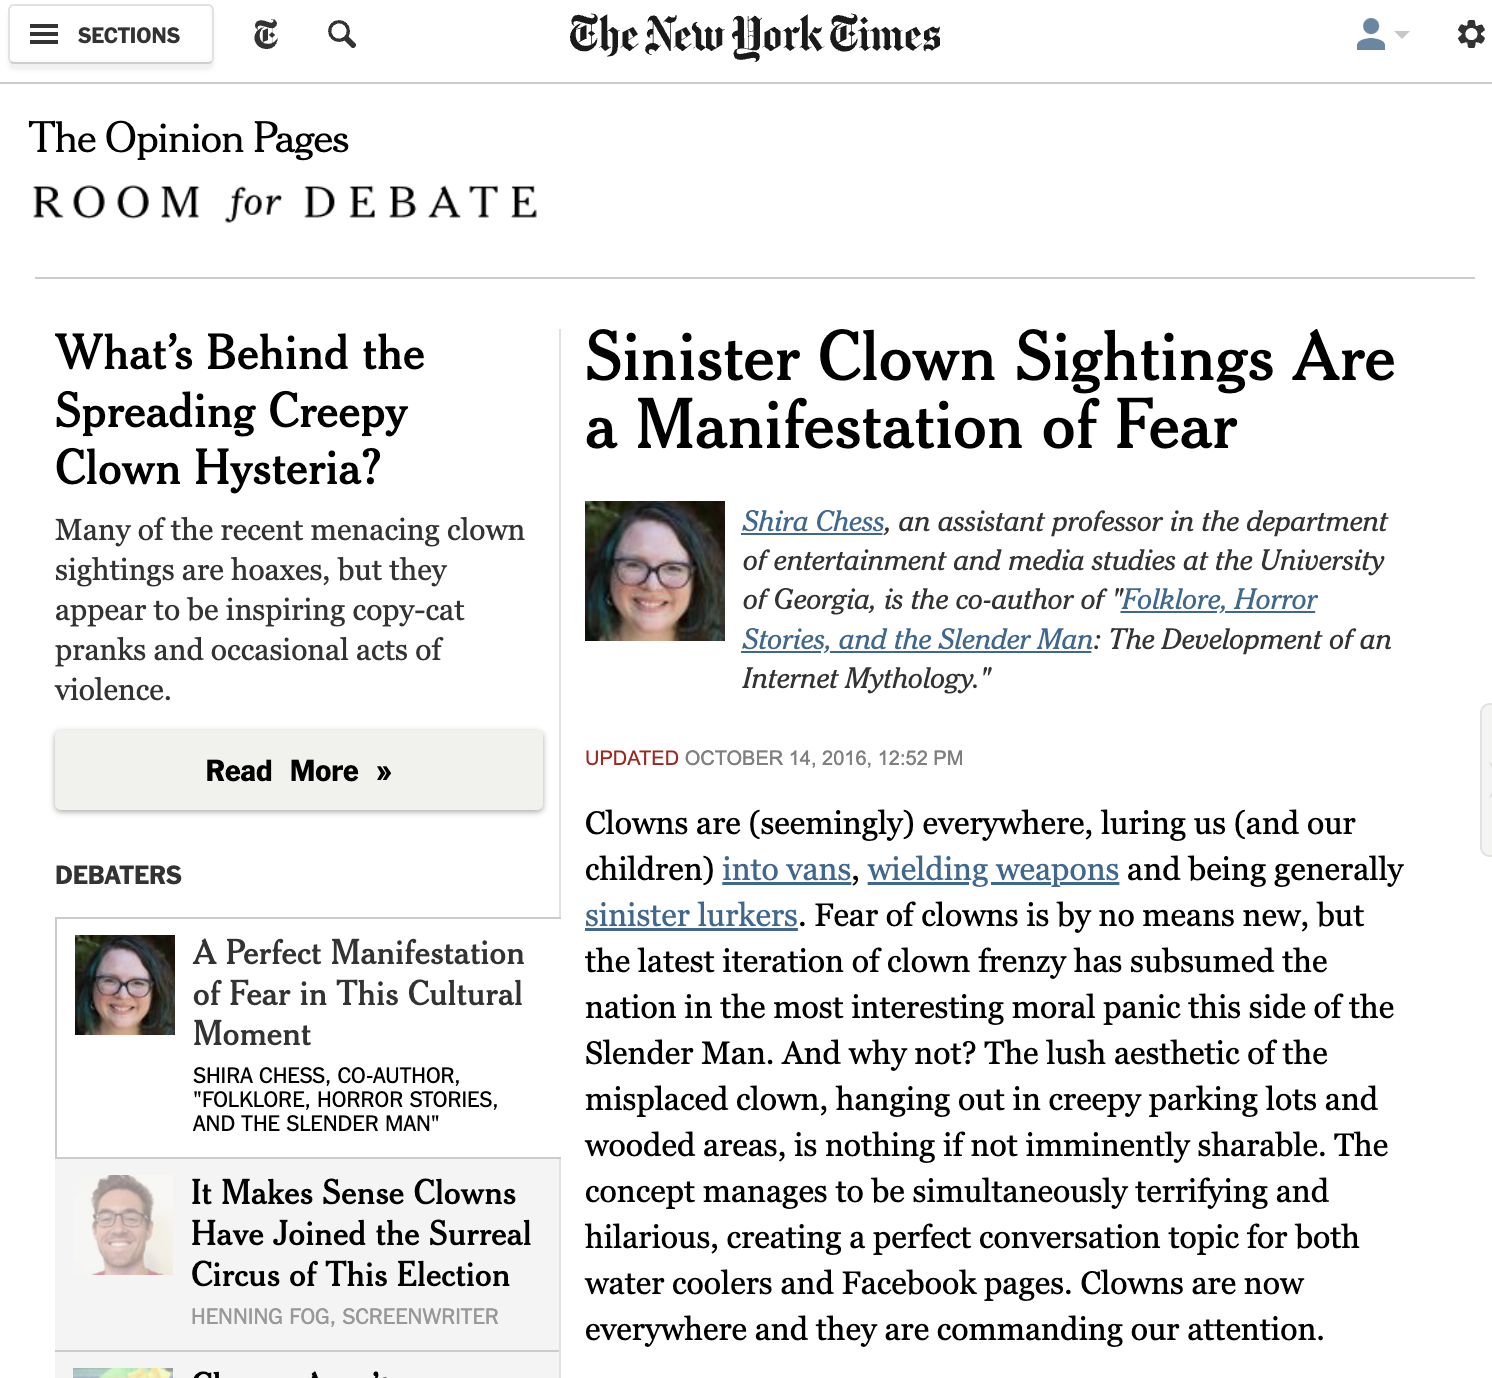 SECTIONS
The New York Times
The Opinion Pages
ROOM for DEBATE
What’s Behind the
Spreading Creepy
Clown Hysteria?
Many of the recent menacing clown
sightings are hoaxes, but they
appear to be inspiring copy-cat
pranks and occasional acts of
violence.
Read More »
DEBATERS
A Perfect Manifestation
of Fear in This Cultural
Moment
SHIRA CHESS, CO-AUTHOR,
"FOLKLORE, HORROR STORIES,
AND THE SLENDER MAN"
It Makes Sense Clowns
Have Joined the Surreal
Circus of This Election
HENNING FOG, SCREENWRITER
Sinister Clown Sightings Are
a Manifestation of Fear
Shira Chess, an assistant professor in the department
of entertainment and media studies at the University
of Georgia, is the co-author of "Folklore, Horror
Stories, and the Slender Man: The Development of an
Internet Mythology."
UPDATED OCTOBER 14, 2016, 12:52 PM
Clowns are (seemingly) everywhere, luring us (and our
children) into vans, wielding weapons and being generally
sinister lurkers. Fear of clowns is by no means new, but
the latest iteration of clown frenzy has subsumed the
nation in the most interesting moral panic this side of the
Slender Man. And why not? The lush aesthetic of the
misplaced clown, hanging out in creepy parking lots and
wooded areas, is nothing if not imminently sharable. The
concept manages to be simultaneously terrifying and
hilarious, creating a perfect conversation topic for both
water coolers and Facebook pages. Clowns are now
everywhere and they are commanding our attention.